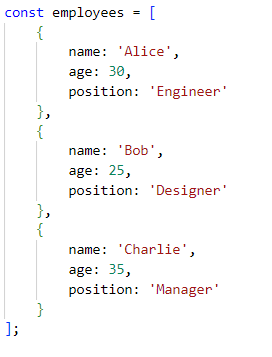 const employees = [
    {
        name: 'Alice',
        age: 30,
        position: 'Engineer'
    },
    {
        name: 'Bob',
        age: 25,
        position: 'Designer'
    },
    {
        name: 'Charlie',
        age: 35,
        position: 'Manager'
    }
];